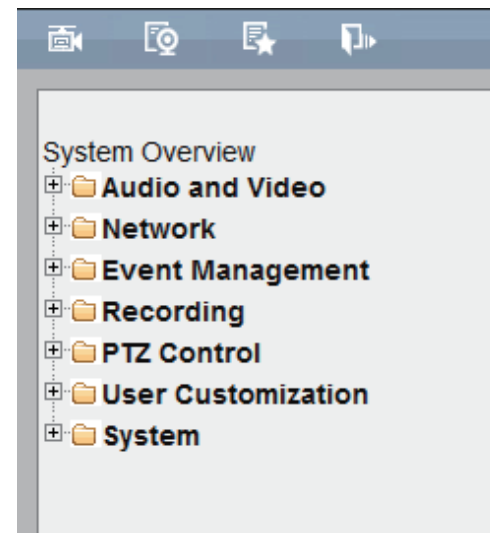 System Overview
Audio and Video
Network
Event Management
Recording
PTZ Control
User Customization
System